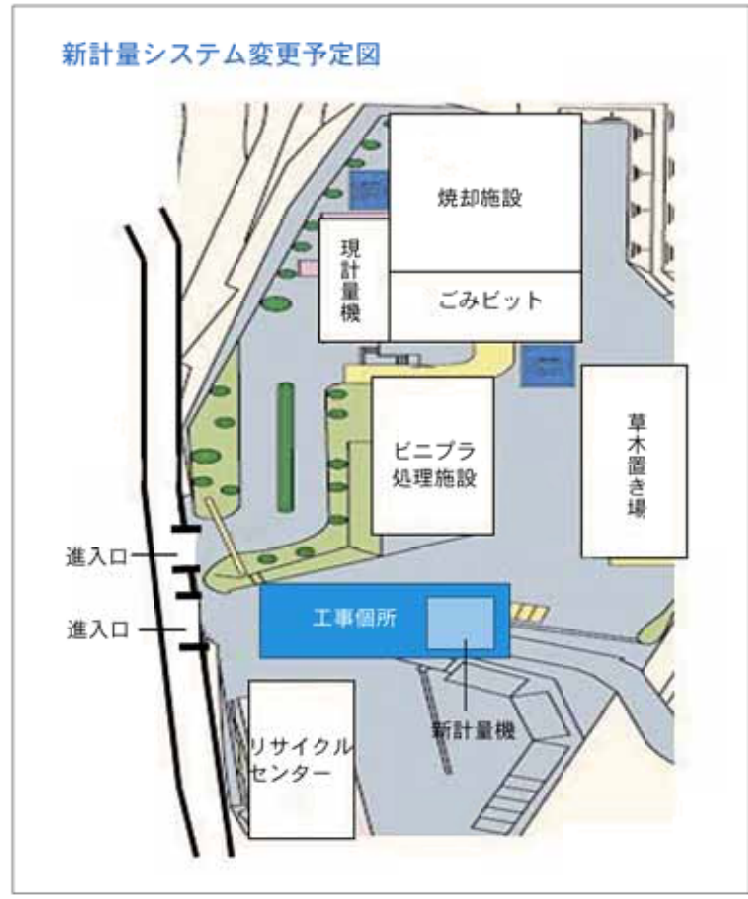 新計量システム変更予定図
焼却施設
現計量機
ごみピット
ビニプラ
処理施設
草木置き場
進入口
進入口
工事個所
新計量機
リサイクル
センター